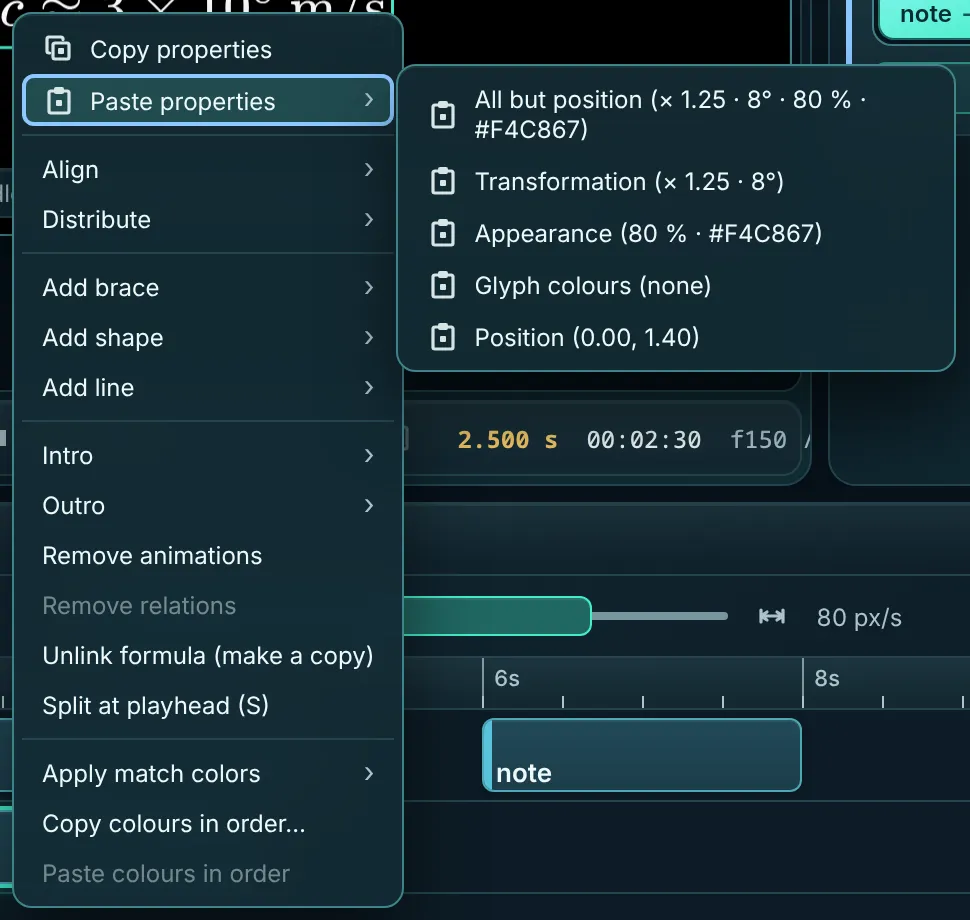 c ≈ 3 × 10 m/s
note
Copy properties
Paste properties
All but position (× 1.25 · 8° · 80 % ·
#F4C867)
Transformation (× 1.25 · 8°)
Appearance (80 % · #F4C867)
Glyph colours (none)
Position (0.00, 1.40)
Align
Distribute
Add brace
Add shape
Add line
2.500 s 00:02:30 f150 /
Intro
Outro
Remove animations
Remove relations
80 px/s
Unlink formula (make a copy)
6s 8s
Split at playhead (S)
note
Apply match colors
Copy colours in order...
Paste colours in order